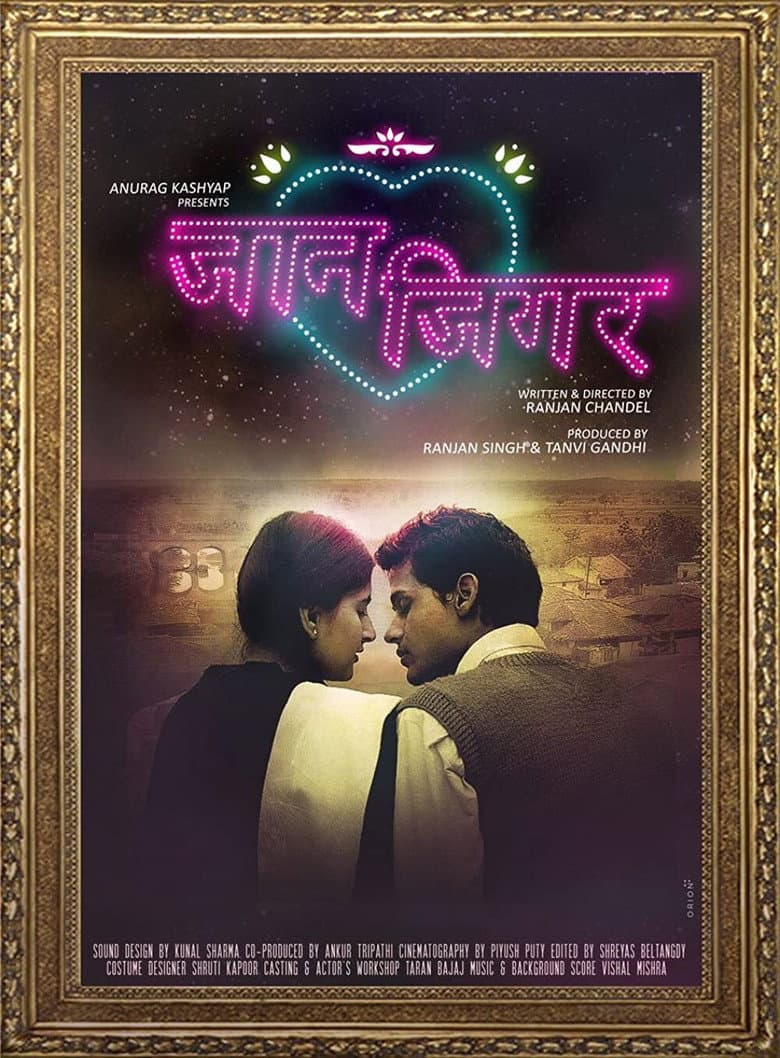 ANURAG KASHYAP
PRESENTS
जान
जिगर
WRITTEN & DIRECTED BY
RANJAN CHANDEL
PRODUCED BY
RANJAN SINGH & TANVI GANDHI
ORION
SOUND DESIGN BY KUNAL SHARMA CO-PRODUCED BY ANKUR TRIPATHI CINEMATOGRAPHY BY PIYUSH PUTY EDITED BY SHREYAS BELTANGDY
COSTUME DESIGNER SHRUTI KAPOOR CASTING & ACTOR'S WORKSHOP TARAN BAJAJ MUSIC & BACKGROUND SCORE VISHAL MISHRA